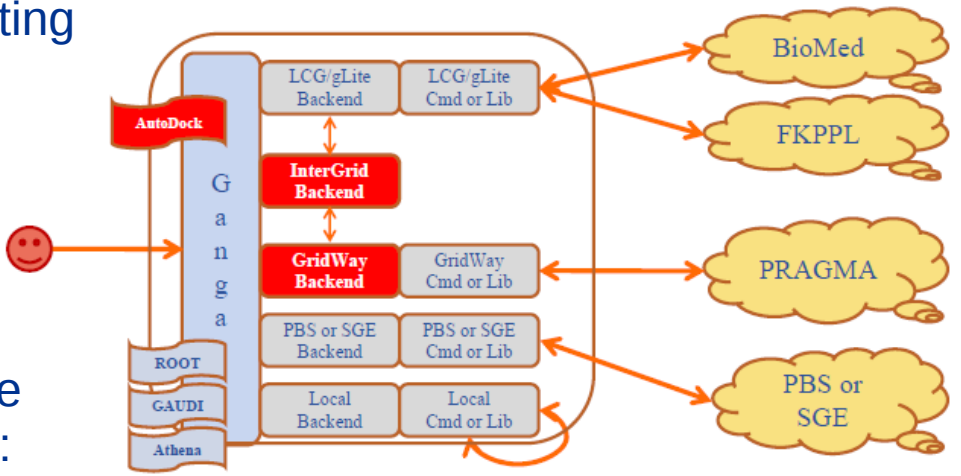 ting
BioMed
LCG/gLite
Backend
LCG/gLite
Cmd or Lib
AutoDock
FKPPL
InterGrid
Backend
G
a
n
g
a
GridWay
Backend
GridWay
Cmd or Lib
PRAGMA
PBS or SGE
Backend
PBS or SGE
Cmd or Lib
ROOT
PBS or
SGE
e
GAUDI
Local
Backend
Local
Cmd or Lib
:
Athena